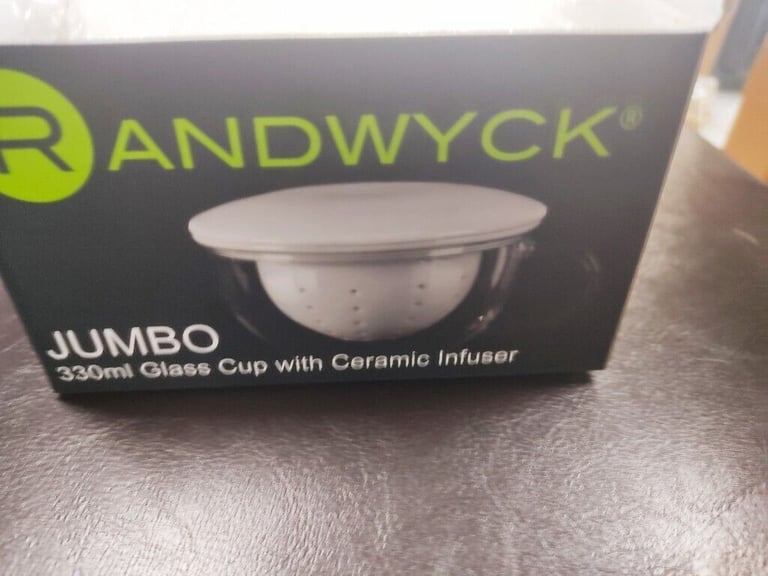 RANDWYCK®
JUMBO
330ml Glass Cup with Ceramic Infuser